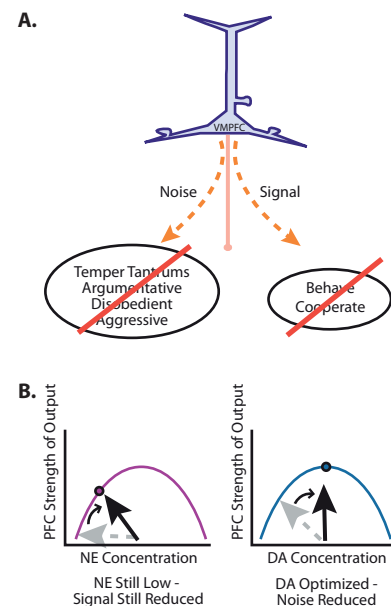 A.
VMPFC
Noise
Signal
Temper Tantrums
Argumentative
Disobedient
Aggressive
Behave
Cooperate
B.
PFC Strength of Output
NE Concentration
NE Still Low -
Signal Still Reduced
PFC Strength of Output
DA Concentration
DA Optimized -
Noise Reduced